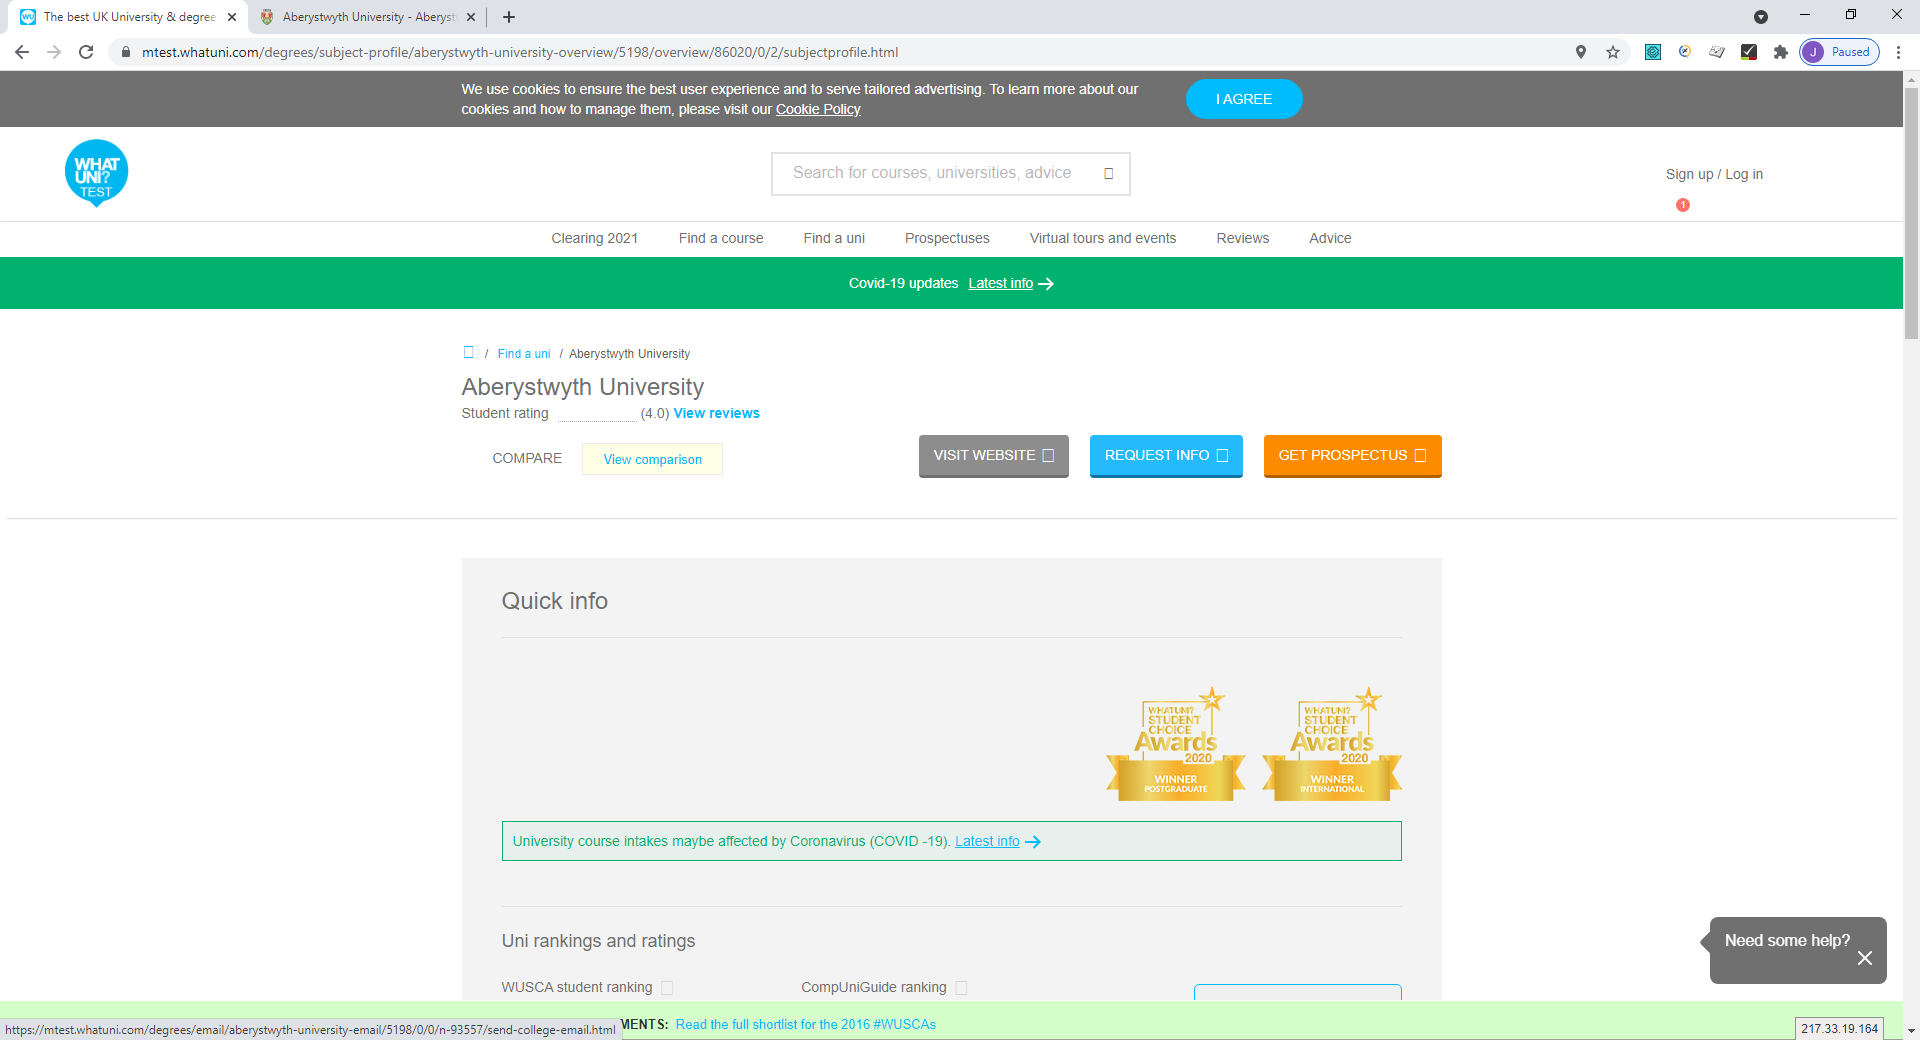 The best UK University & degree
Aberystwyth University - Aberyst
mtest.whatuni.com/degrees/subject-profile/aberystwyth-university-overview/5198/overview/86020/0/2/subjectprofile.html
J Paused
We use cookies to ensure the best user experience and to serve tailored advertising. To learn more about our
cookies and how to manage them, please visit our Cookie Policy
I AGREE
WHAT
UNI?
TEST
Search for courses, universities, advice
Sign up / Log in
1
Clearing 2021 Find a course Find a uni Prospectuses Virtual tours and events Reviews Advice
Covid-19 updates Latest info
/ Find a uni / Aberystwyth University
Aberystwyth University
Student rating (4.0) View reviews
COMPARE View comparison
VISIT WEBSITE REQUEST INFO GET PROSPECTUS
Quick info
WHATUNI?
STUDENT
CHOICE
Awards
2020
WINNER
POSTGRADUATE
WHATUNI?
STUDENT
CHOICE
Awards
2020
WINNER
INTERNATIONAL
University course intakes maybe affected by Coronavirus (COVID -19). Latest info
Uni rankings and ratings
WUSCA student ranking CompUniGuide ranking
Need some help?
https://mtest.whatuni.com/degrees/email/aberystwyth-university-email/5198/0/0/n-93557/send-college-email.html
MENTS: Read the full shortlist for the 2016 #WUSCAs
217.33.19.164